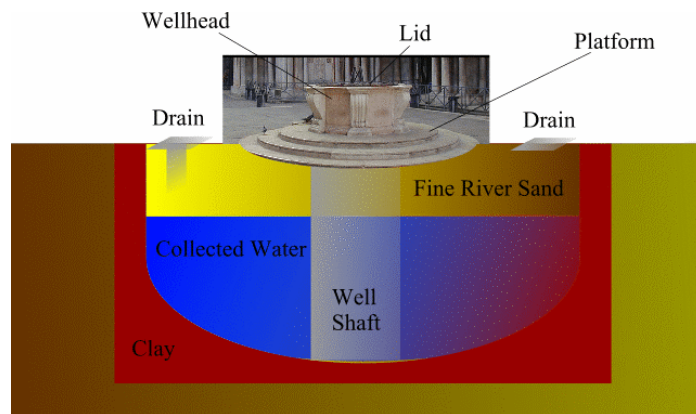 Wellhead
Lid
Platform
Drain
Drain
Fine River Sand
Collected Water
Well
Shaft
Clay